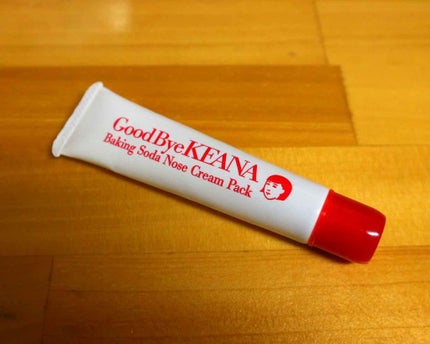 GoodByeKEANA
Baking Soda Nose Cream Pack